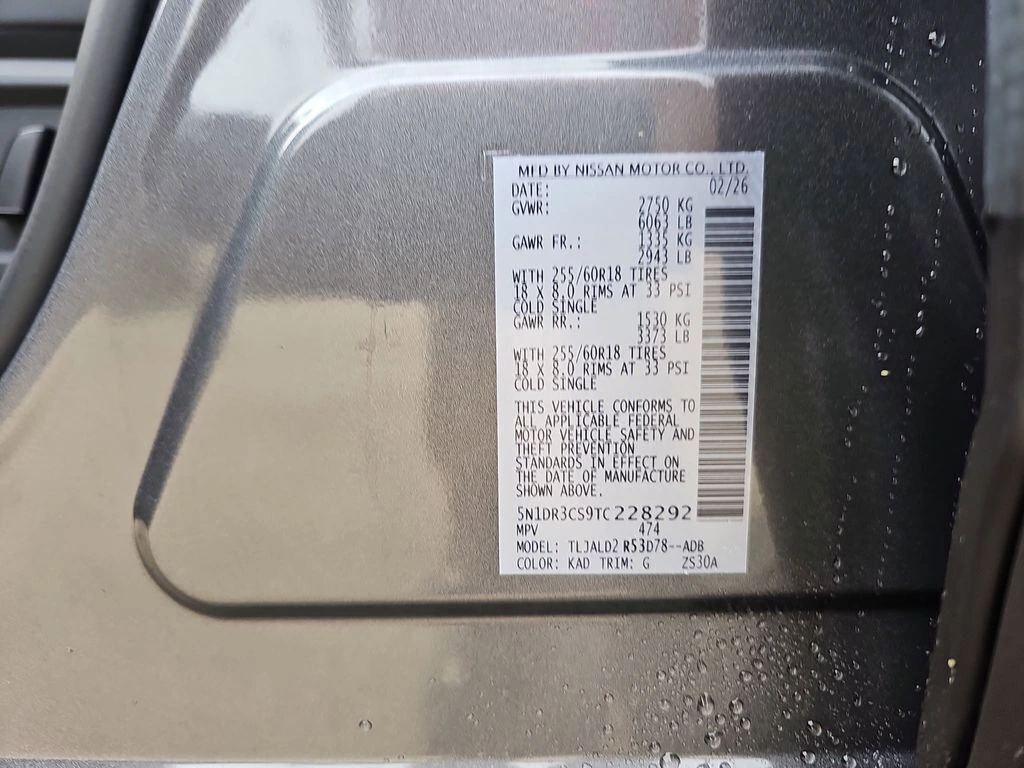 MFD BY NISSAN MOTOR CO., LTD.
DATE: 02/26
GVWR: 2750 KG
6063 LB
GAWR FR.: 1335 KG
2943 LB
WITH 255/60R18 TIRES
18 X 8.0 RIMS AT 33 PSI
COLD SINGLE
GAWR RR.: 1530 KG
3373 LB
WITH 255/60R18 TIRES
18 X 8.0 RIMS AT 33 PSI
COLD SINGLE
THIS VEHICLE CONFORMS TO
ALL APPLICABLE FEDERAL
MOTOR VEHICLE SAFETY AND
THEFT PREVENTION
STANDARDS IN EFFECT ON
THE DATE OF MANUFACTURE
SHOWN ABOVE.
5N1DR3CS9TC228292
MPV 474
MODEL: TLJALD2 R53D78--ADB
COLOR: KAD TRIM: G ZS30A